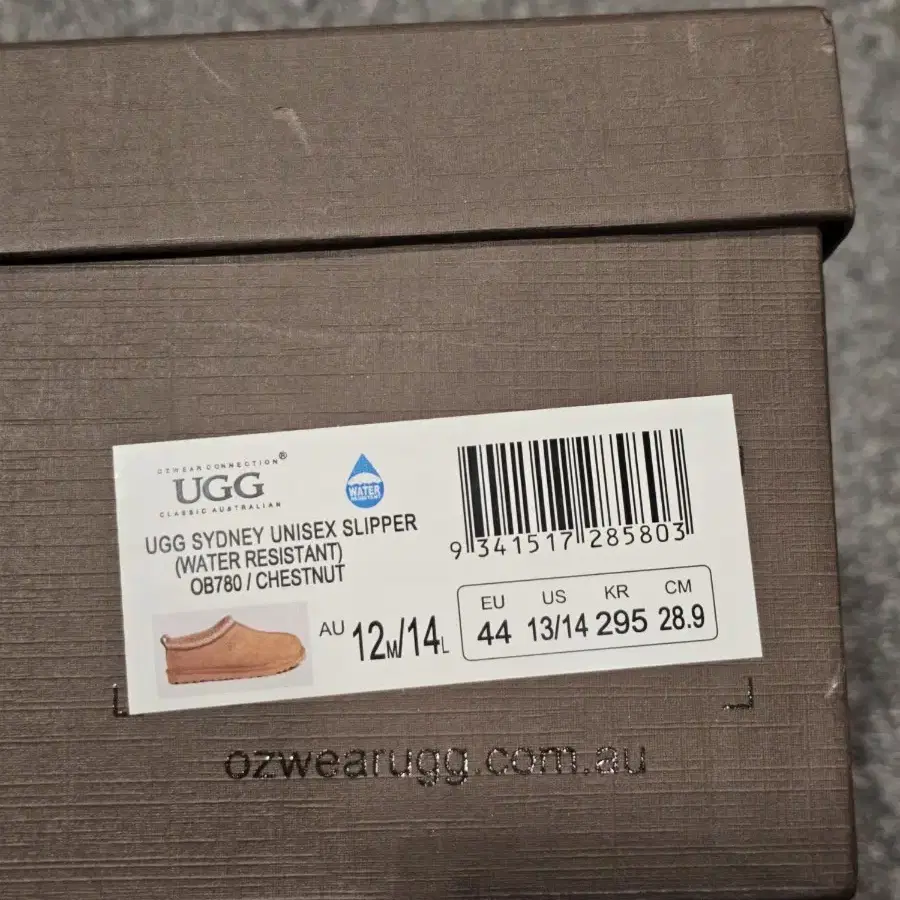 OZWEAR CONNECTION®
UGG
CLASSIC AUSTRALIAN
WATER
RESISTANT
UGG SYDNEY UNISEX SLIPPER
(WATER RESISTANT)
OB780 / CHESTNUT
9 341517 285803
AU 12M/14L
EU US KR CM
44 13/14 295 28.9
ozwearugg.com.au